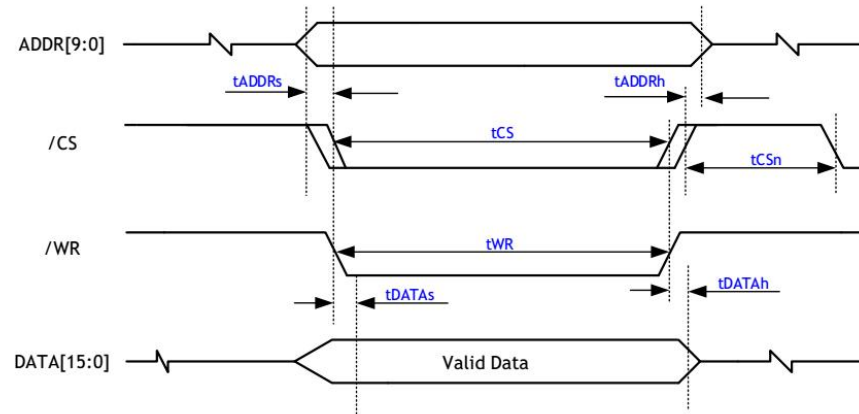 ADDR[9:0]
tADDRs
tADDRh
/CS
tCS
tCSn
/WR
tWR
tDATAs
tDATAh
DATA[15:0]
Valid Data